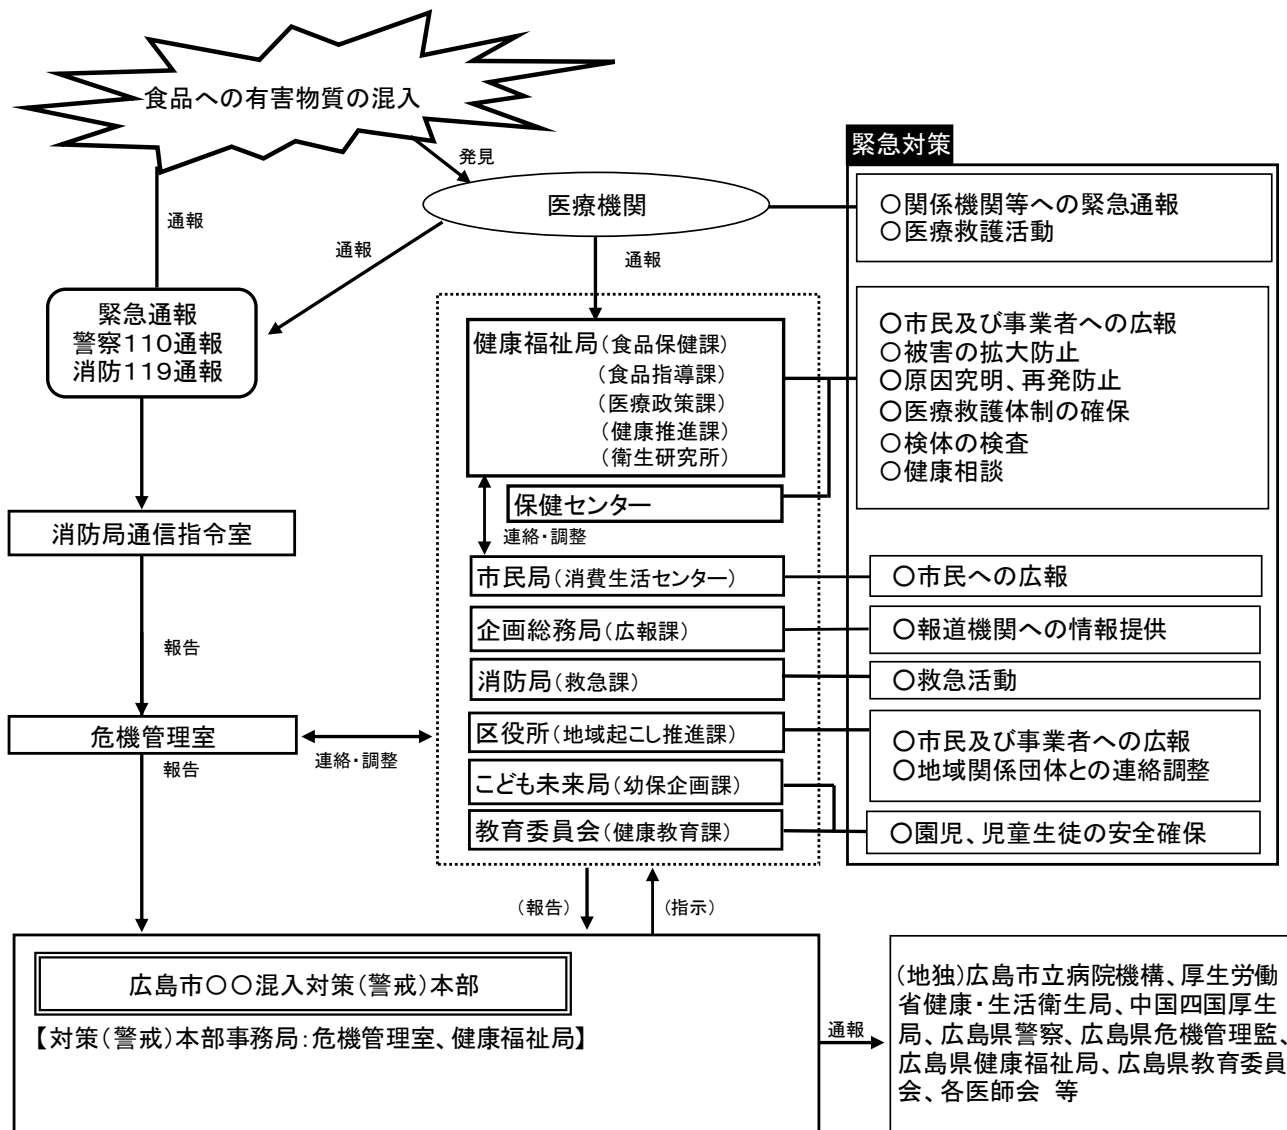 食品への有害物質の混入
発見
緊急対策
医療機関
○関係機関等への緊急通報
○医療救護活動
通報
通報
通報
緊急通報
警察110通報
消防119通報
健康福祉局(食品保健課)
(食品指導課)
(医療政策課)
(健康推進課)
(衛生研究所)
○市民及び事業者への広報
○被害の拡大防止
○原因究明、再発防止
○医療救護体制の確保
○検体の検査
○健康相談
保健センター
連絡・調整
消防局通信指令室
市民局(消費生活センター)
○市民への広報
企画総務局(広報課)
○報道機関への情報提供
報告
消防局(救急課)
○救急活動
危機管理室
連絡・調整
区役所(地域起こし推進課)
○市民及び事業者への広報
○地域関係団体との連絡調整
報告
こども未来局(幼保企画課)
教育委員会(健康教育課)
○園児、児童生徒の安全確保
(報告)
(指示)
広島市○○混入対策(警戒)本部
【対策(警戒)本部事務局:危機管理室、健康福祉局】
通報
(地独)広島市立病院機構、厚生労働
省健康・生活衛生局、中国四国厚生
局、広島県警察、広島県危機管理監、
広島県健康福祉局、広島県教育委員
会、各医師会 等